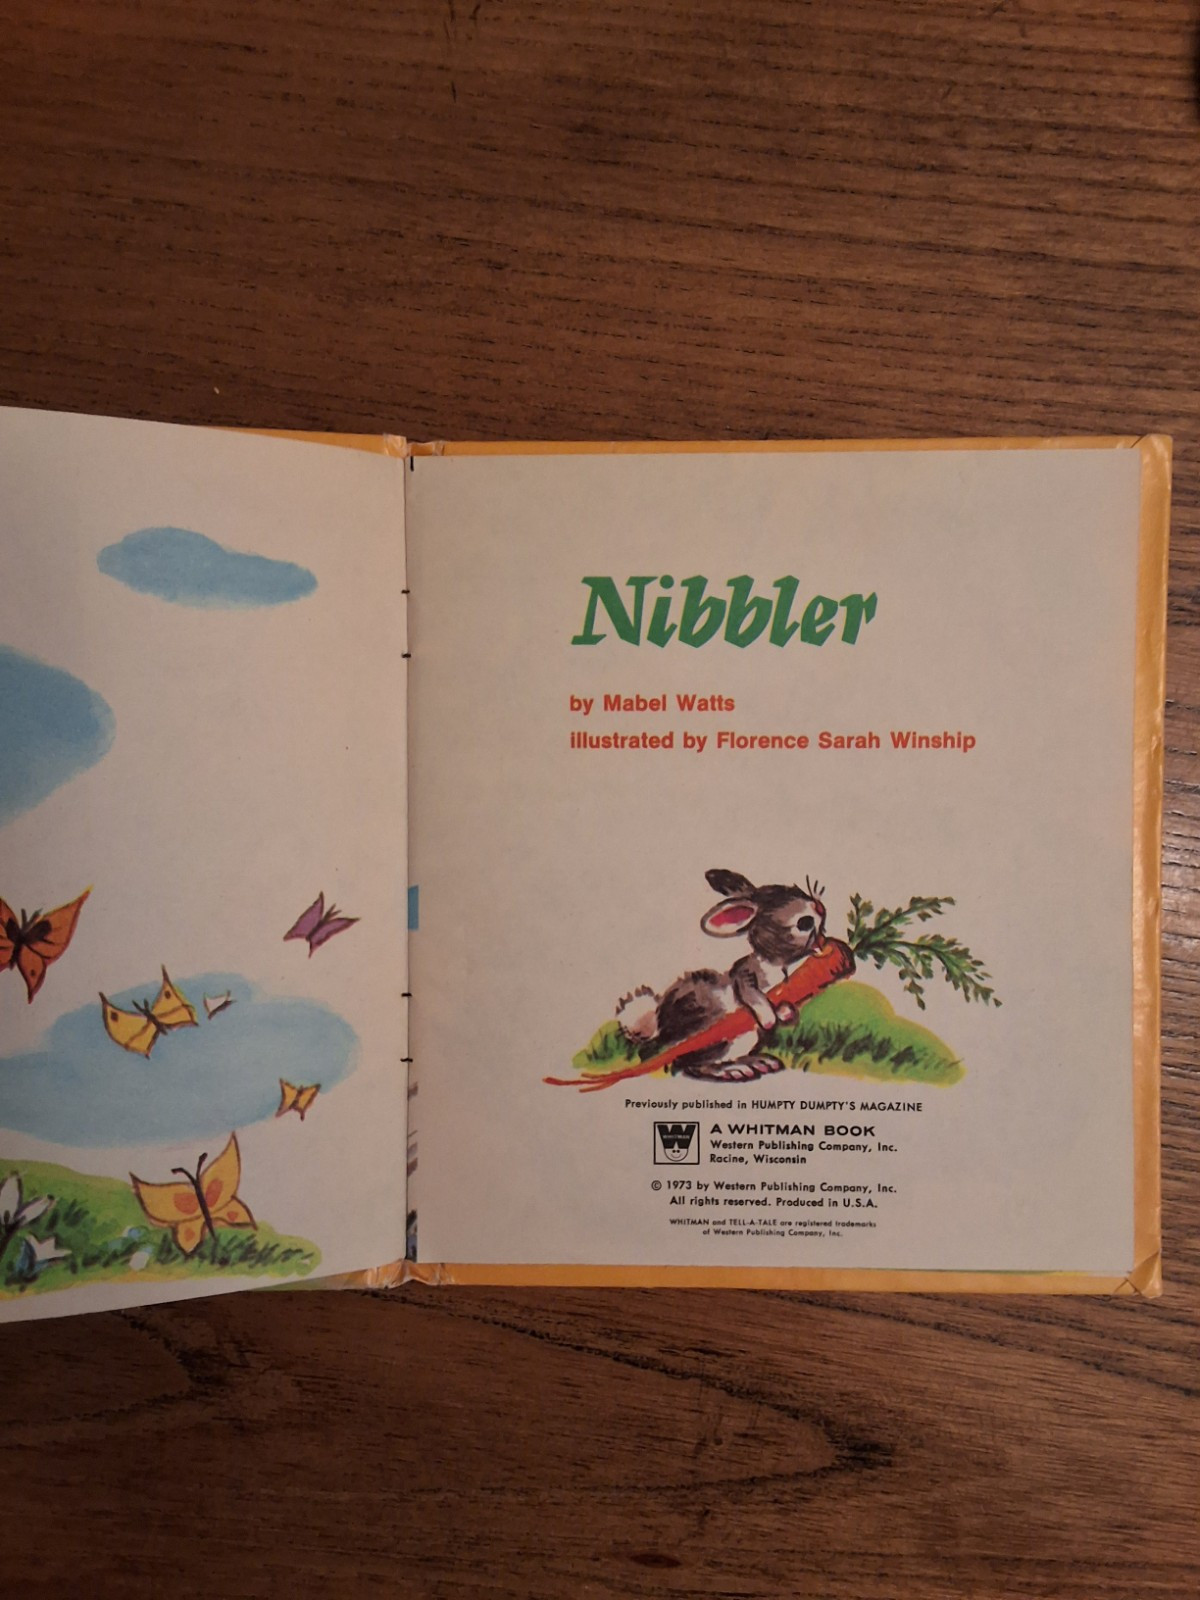 Nibbler
by Mabel Watts
illustrated by Florence Sarah Winship
Previously published in HUMPTY DUMPTY'S MAGAZINE
WHITMAN
A WHITMAN BOOK
Western Publishing Company, Inc.
Racine, Wisconsin
© 1973 by Western Publishing Company, Inc.
All rights reserved. Produced in U.S.A.
WHITMAN and TELL-A-TALE are registered trademarks
of Western Publishing Company, Inc.